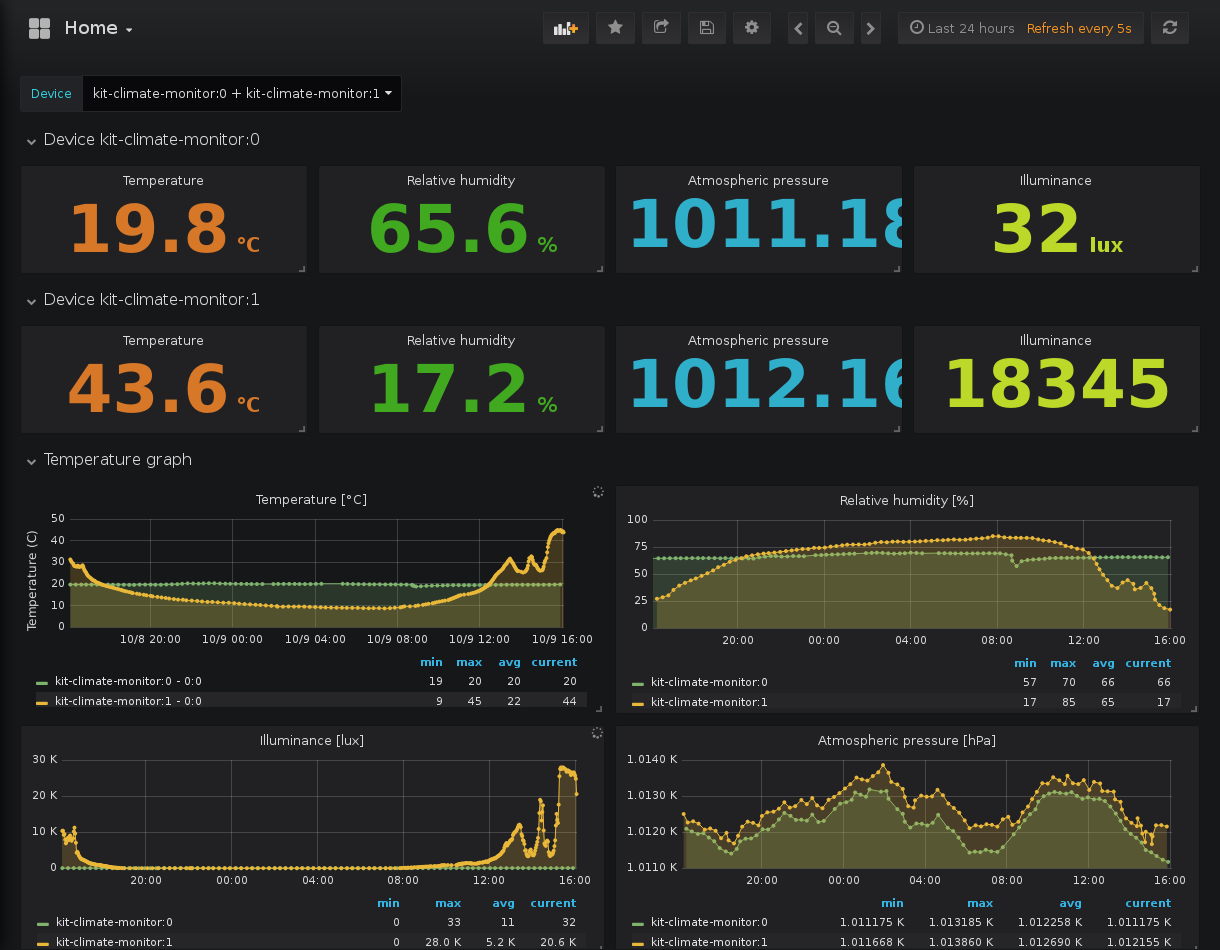 Home
Last 24 hours Refresh every 5s
Device kit-climate-monitor:0 + kit-climate-monitor:1
Device kit-climate-monitor:0
Temperature Relative humidity Atmospheric pressure Illuminance
19.8 °C 65.6 % 1011.18 32 lux
Device kit-climate-monitor:1
Temperature Relative humidity Atmospheric pressure Illuminance
43.6 °C 17.2 % 1012.16 18345
Temperature graph
Temperature [°C]
Temperature (C)
50
40
30
20
10
0
10/8 20:00 10/9 00:00 10/9 04:00 10/9 08:00 10/9 12:00 10/9 16:00
min max avg current
kit-climate-monitor:0 - 0:0 19 20 20 20
kit-climate-monitor:1 - 0:0 9 45 22 44
Relative humidity [%]
100
75
50
25
0
20:00 00:00 04:00 08:00 12:00 16:00
min max avg current
kit-climate-monitor:0 57 70 66 66
kit-climate-monitor:1 17 85 65 17
Illuminance [lux]
30 K
20 K
10 K
0
20:00 00:00 04:00 08:00 12:00 16:00
min max avg current
kit-climate-monitor:0 0 33 11 32
kit-climate-monitor:1 0 28.0 K 5.2 K 20.6 K
Atmospheric pressure [hPa]
1.0140 K
1.0130 K
1.0120 K
1.0110 K
20:00 00:00 04:00 08:00 12:00 16:00
min max avg current
kit-climate-monitor:0 1.011175 K 1.013185 K 1.012258 K 1.011175 K
kit-climate-monitor:1 1.011668 K 1.013860 K 1.012690 K 1.012155 K